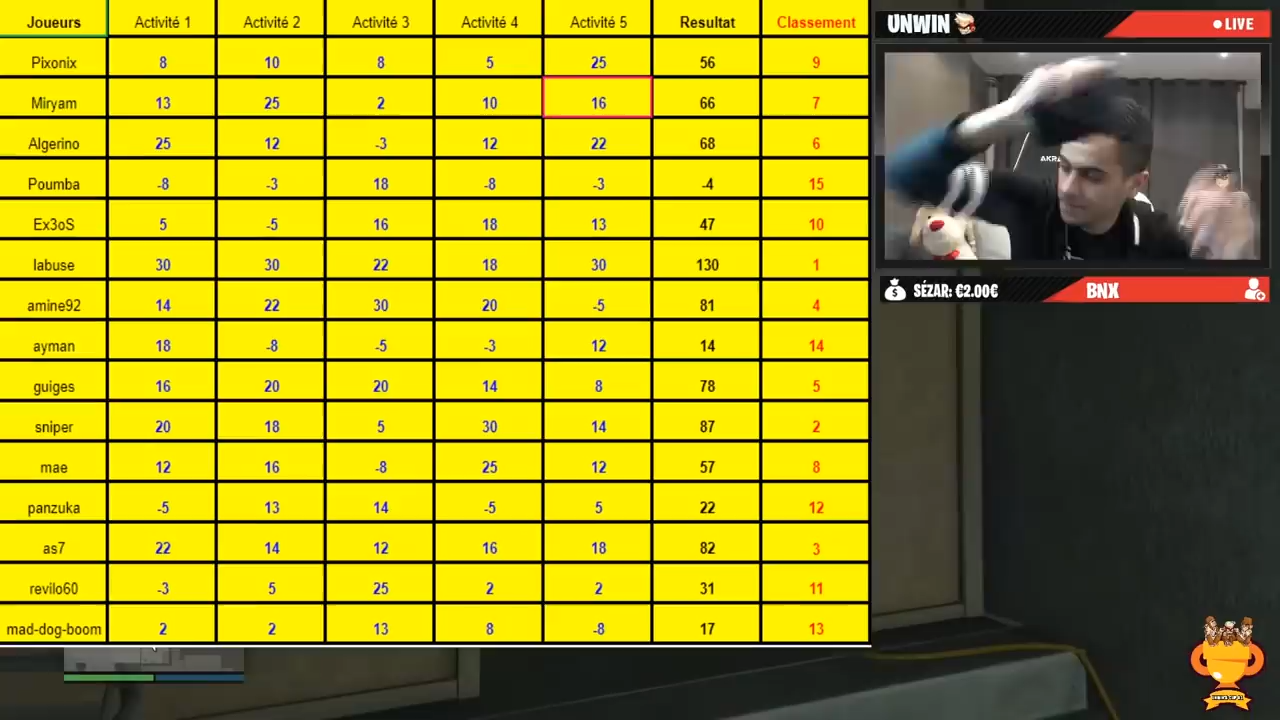 Joueurs Activité 1 Activité 2 Activité 3 Activité 4 Activité 5 Resultat Classement
Pixonix 8 10 8 5 25 56 9
Miryam 13 25 2 10 16 66 7
Algerino 25 12 -3 12 22 68 6
Poumba -8 -3 18 -8 -3 -4 15
Ex3oS 5 -5 16 18 13 47 10
labuse 30 30 22 18 30 130 1
amine92 14 22 30 20 -5 81 4
ayman 18 -8 -5 -3 12 14 14
guiges 16 20 20 14 8 78 5
sniper 20 18 5 30 14 87 2
mae 12 16 -8 25 12 57 8
panzuka -5 13 14 -5 5 22 12
as7 22 14 12 16 18 82 3
revilo60 -3 5 25 2 2 31 11
mad-dog-boom 2 2 13 8 -8 17 13
UNWIN
LIVE
SÉZAR: €2.00€
BNX